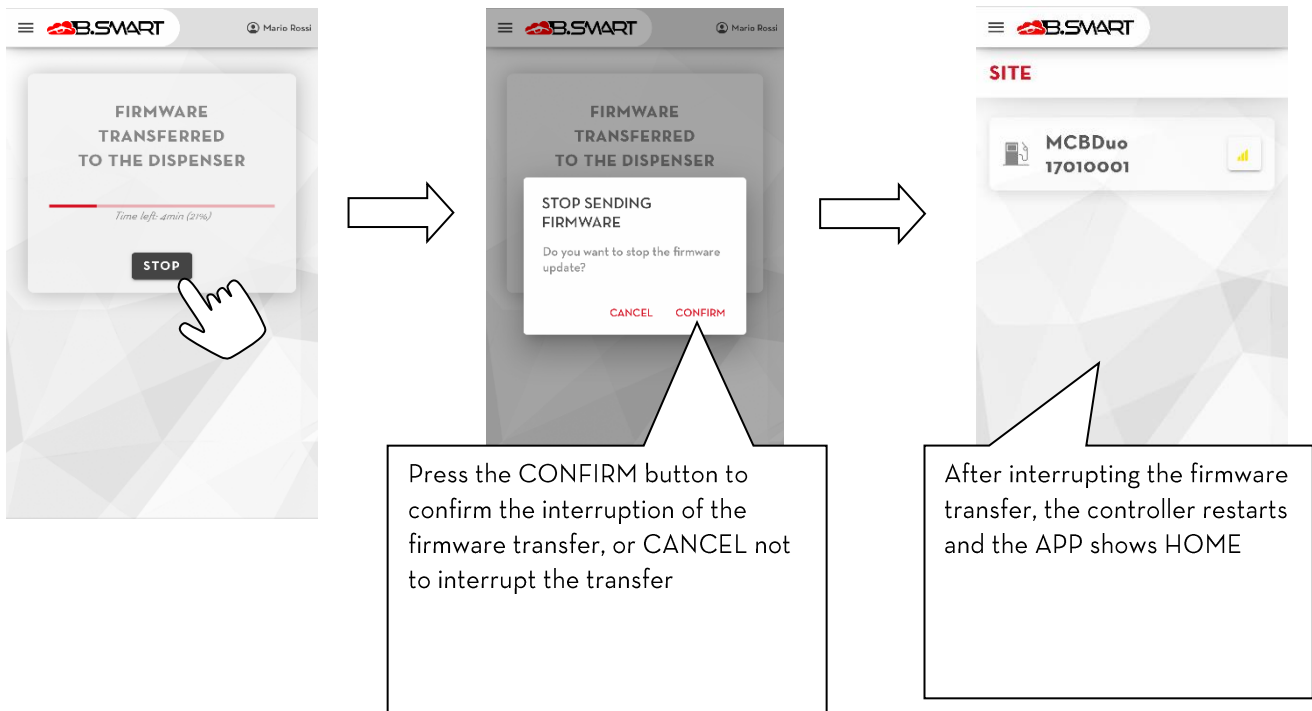 B.SMART
Mario Rossi
FIRMWARE
TRANSFERRED
TO THE DISPENSER
Time left: 4min (21%)
STOP
B.SMART
Mario Rossi
FIRMWARE
TRANSFERRED
TO THE DISPENSER
STOP SENDING
FIRMWARE
Do you want to stop the firmware
update?
CANCEL CONFIRM
Press the CONFIRM button to
confirm the interruption of the
firmware transfer, or CANCEL not
to interrupt the transfer
B.SMART
SITE
MCBDuo
17010001
After interrupting the firmware
transfer, the controller restarts
and the APP shows HOME